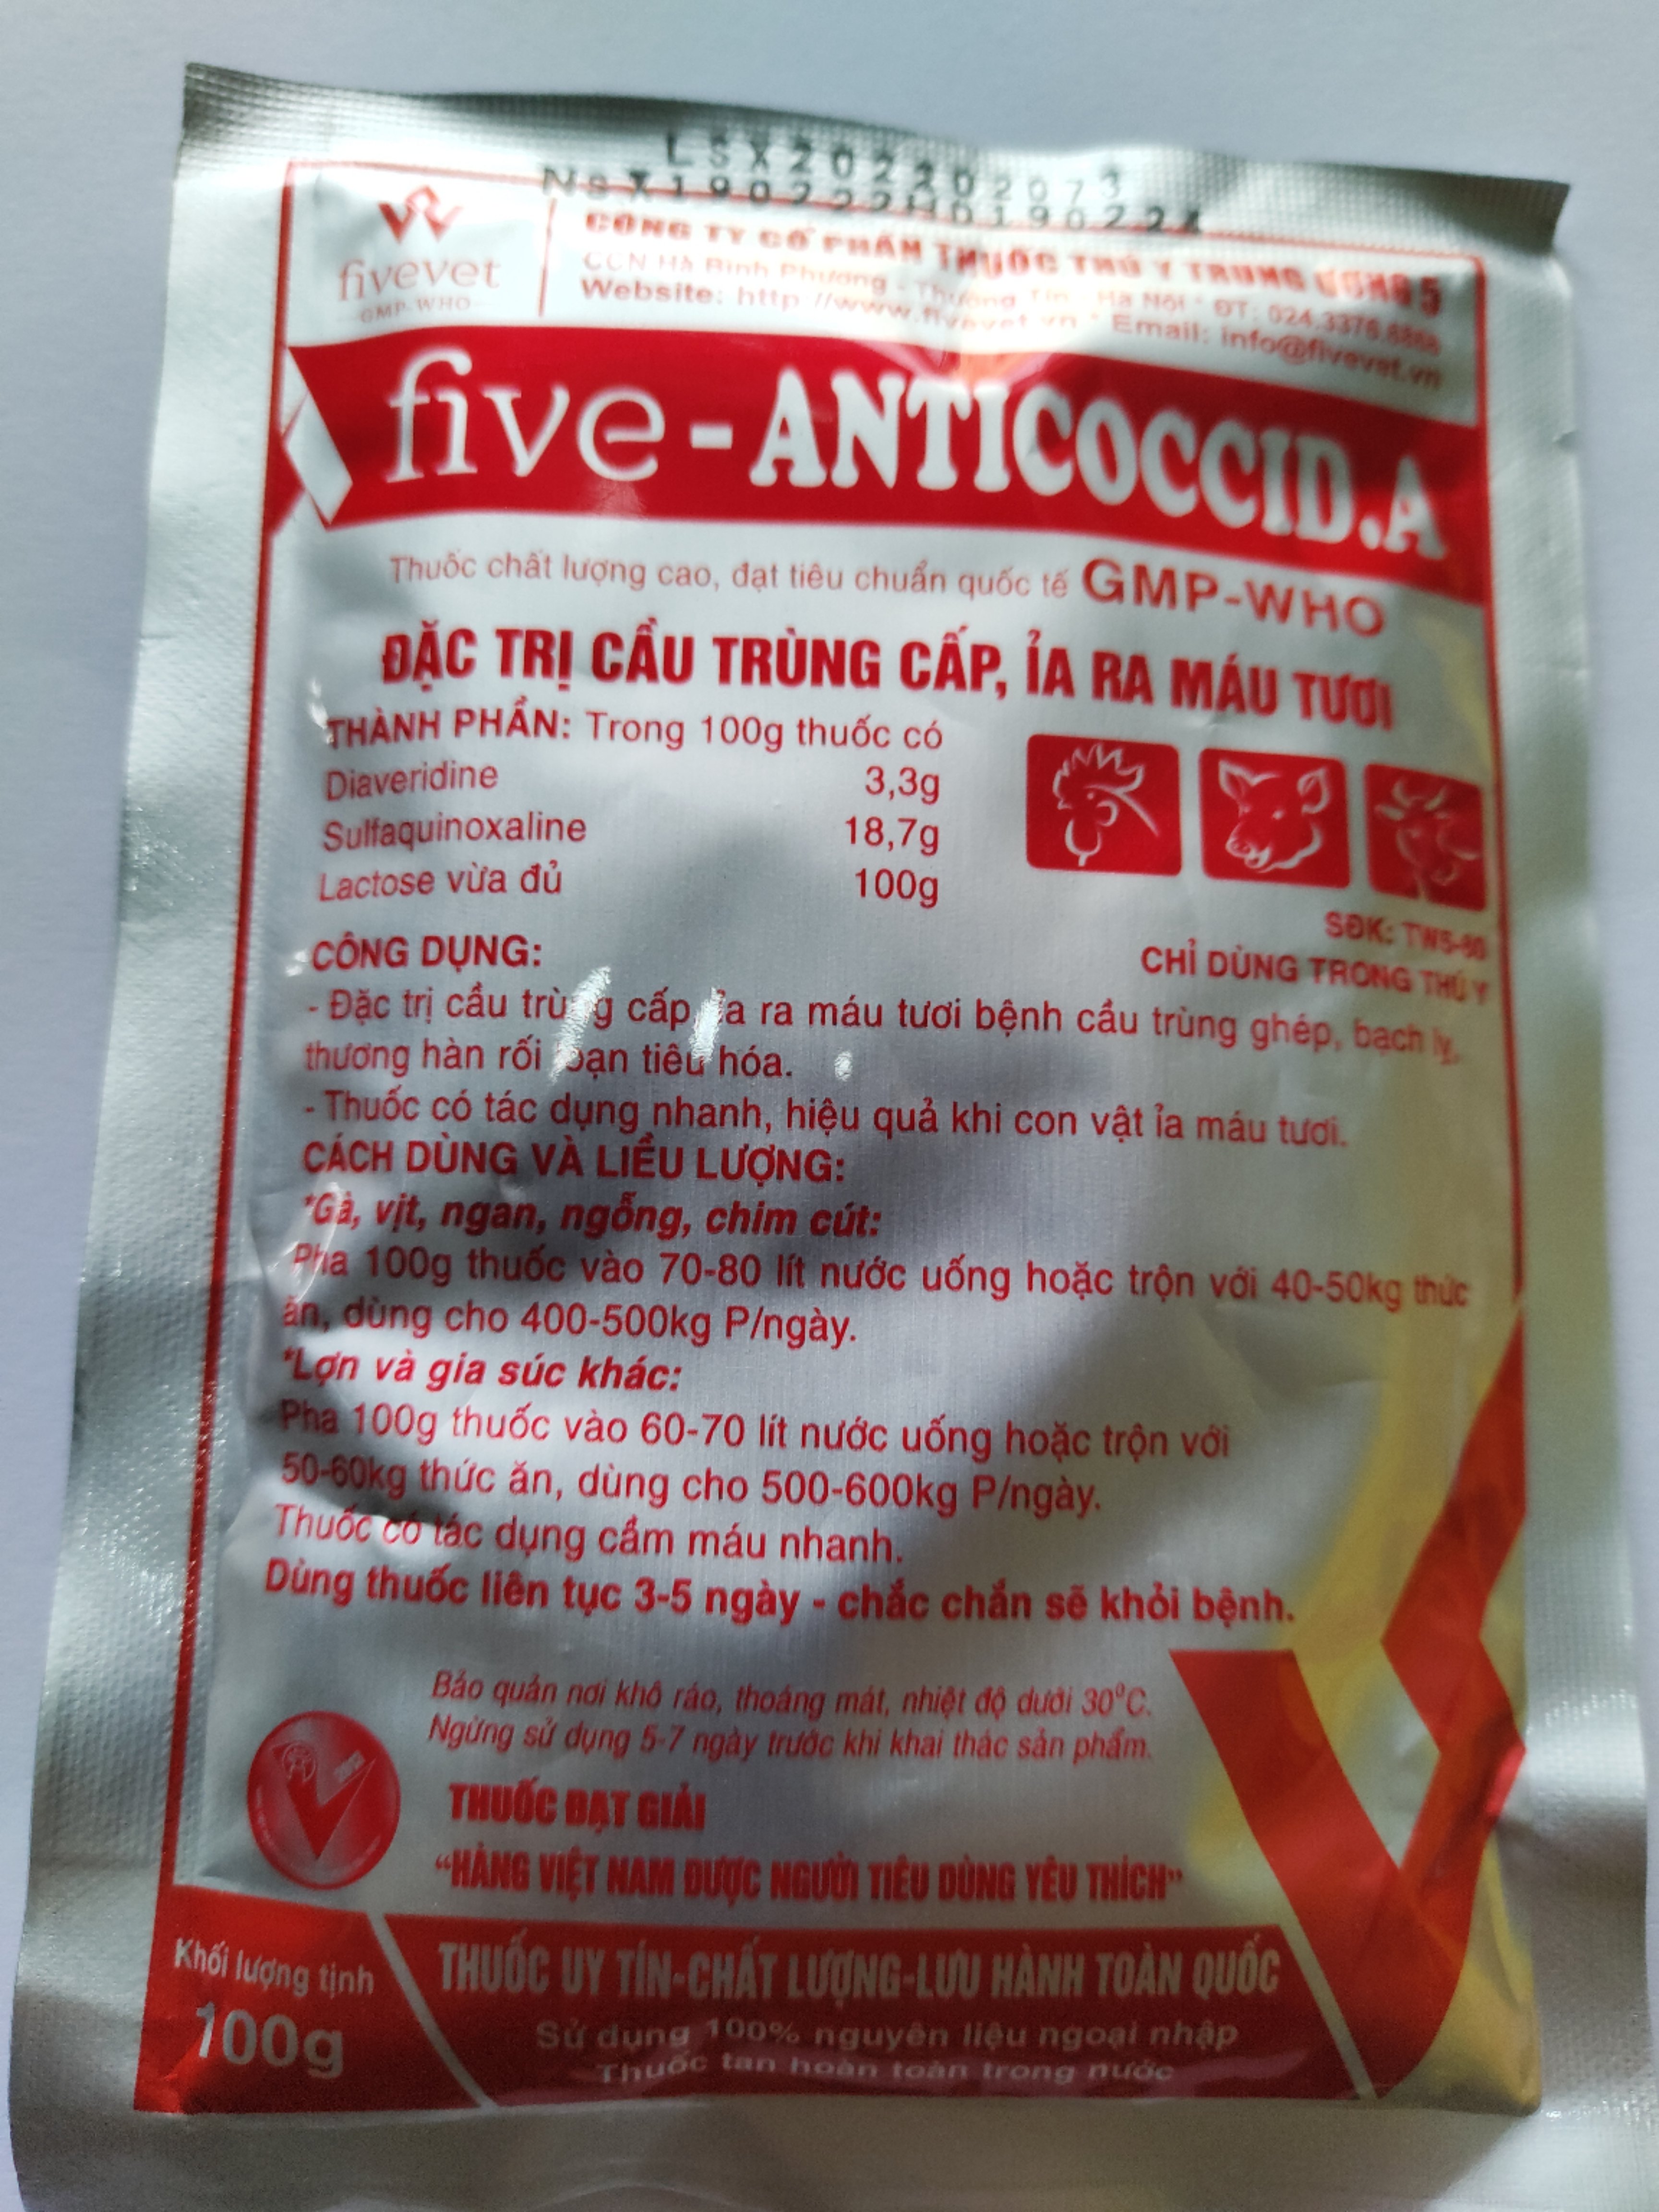 LSX202202073
NSX190222HD190224
fivevet
GMP-WHO
CÔNG TY CỔ PHẦN THUỐC THÚ Y TRUNG ƯƠNG 5
CCN Hà Bình Phương - Thường Tín - Hà Nội * ĐT: 024.3376.8888
Website: http://www.fivevet.vn * Email: info@fivevet.vn
five-ANTICOCCID.A
Thuốc chất lượng cao, đạt tiêu chuẩn quốc tế GMP-WHO
ĐẶC TRỊ CẦU TRÙNG CẤP, ỈA RA MÁU TƯƠI
THÀNH PHẦN: Trong 100g thuốc có
Diaveridine 3,3g
Sulfaquinoxaline 18,7g
Lactose vừa đủ 100g
SĐK: TW5-80
CHỈ DÙNG TRONG THÚ Y
CÔNG DỤNG:
- Đặc trị cầu trùng cấp, ỉa ra máu tươi bệnh cầu trùng ghép, bạch lỵ,
thương hàn rối loạn tiêu hóa.
- Thuốc có tác dụng nhanh, hiệu quả khi con vật ỉa máu tươi.
CÁCH DÙNG VÀ LIỀU LƯỢNG:
*Gà, vịt, ngan, ngỗng, chim cút:
Pha 100g thuốc vào 70-80 lít nước uống hoặc trộn với 40-50kg thức
ăn, dùng cho 400-500kg P/ngày.
*Lợn và gia súc khác:
Pha 100g thuốc vào 60-70 lít nước uống hoặc trộn với
50-60kg thức ăn, dùng cho 500-600kg P/ngày.
Thuốc có tác dụng cầm máu nhanh.
Dùng thuốc liên tục 3-5 ngày - chắc chắn sẽ khỏi bệnh.
Bảo quản nơi khô ráo, thoáng mát, nhiệt độ dưới 30°C.
Ngừng sử dụng 5-7 ngày trước khi khai thác sản phẩm.
THUỐC ĐẠT GIẢI
"HÀNG VIỆT NAM ĐƯỢC NGƯỜI TIÊU DÙNG YÊU THÍCH"
Khối lượng tịnh
100g
THUỐC UY TÍN-CHẤT LƯỢNG-LƯU HÀNH TOÀN QUỐC
Sử dụng 100% nguyên liệu ngoại nhập
Thuốc tan hoàn toàn trong nước